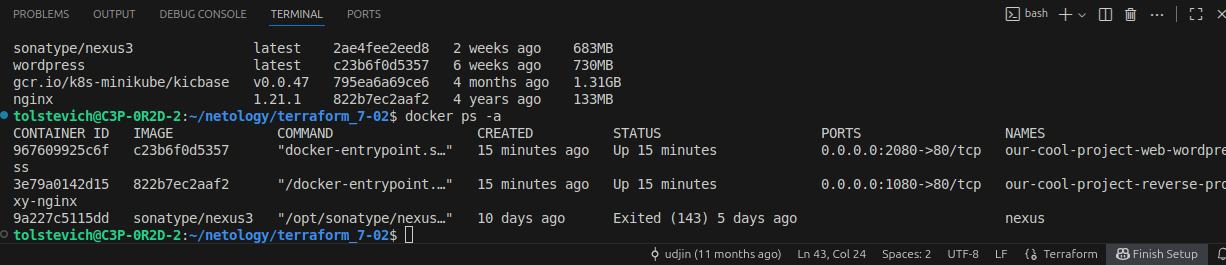 PROBLEMS OUTPUT DEBUG CONSOLE TERMINAL PORTS bash
sonatype/nexus3 latest 2ae4fee2eed8 2 weeks ago 683MB
wordpress latest c23b6f0d5357 6 weeks ago 730MB
gcr.io/k8s-minikube/kicbase v0.0.47 795ea6a69ce6 4 months ago 1.31GB
nginx 1.21.1 822b7ec2aaf2 4 years ago 133MB
tolstevich@C3P-0R2D-2:~/netology/terraform_7-02$ docker ps -a
CONTAINER ID IMAGE COMMAND CREATED STATUS PORTS NAMES
967609925c6f c23b6f0d5357 "docker-entrypoint.s…" 15 minutes ago Up 15 minutes 0.0.0.0:2080->80/tcp our-cool-project-web-wordpre
ss
3e79a0142d15 822b7ec2aaf2 "/docker-entrypoint.…" 15 minutes ago Up 15 minutes 0.0.0.0:1080->80/tcp our-cool-project-reverse-pro
xy-nginx
9a227c5115dd sonatype/nexus3 "/opt/sonatype/nexus…" 10 days ago Exited (143) 5 days ago nexus
tolstevich@C3P-0R2D-2:~/netology/terraform_7-02$
udjin (11 months ago) Ln 43, Col 24 Spaces: 2 UTF-8 LF {} Terraform Finish Setup